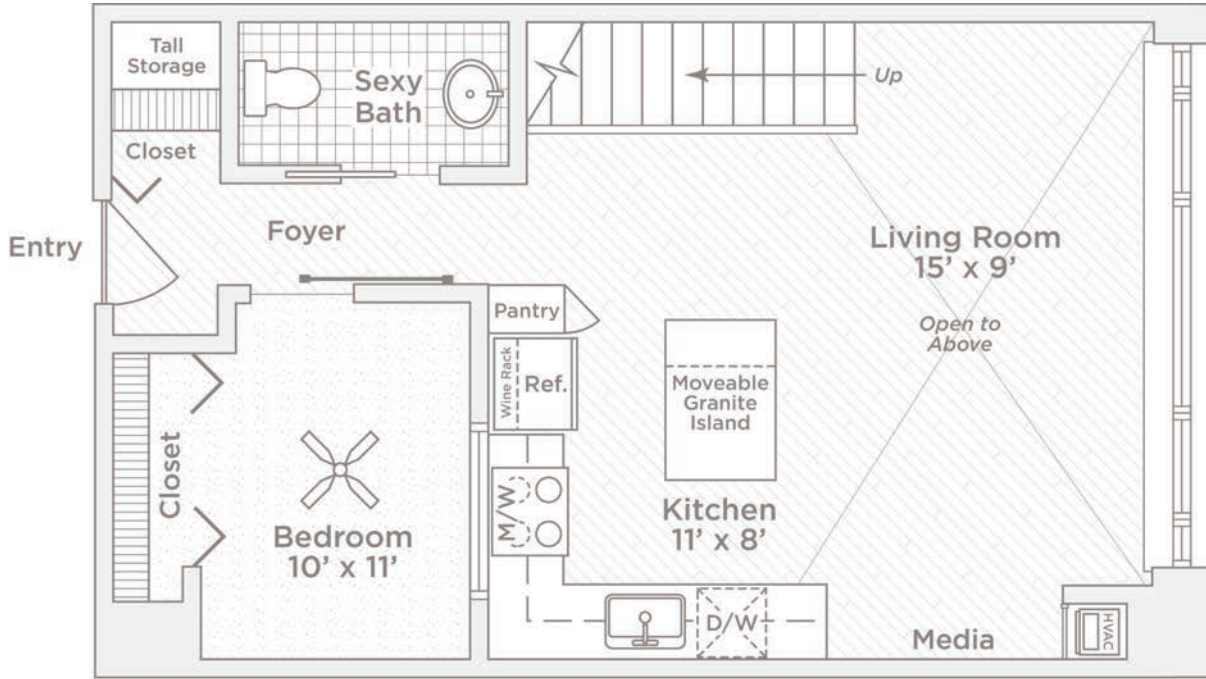 Tall
Storage
Closet
Sexy
Bath
Up
Entry
Foyer
Living Room
15’ x 9’
Open to
Above
Pantry
Wine Rack
Ref.
Moveable
Granite
Island
Closet
M/W
Bedroom
10’ x 11’
Kitchen
11’ x 8’
D/W
Media
HVAC